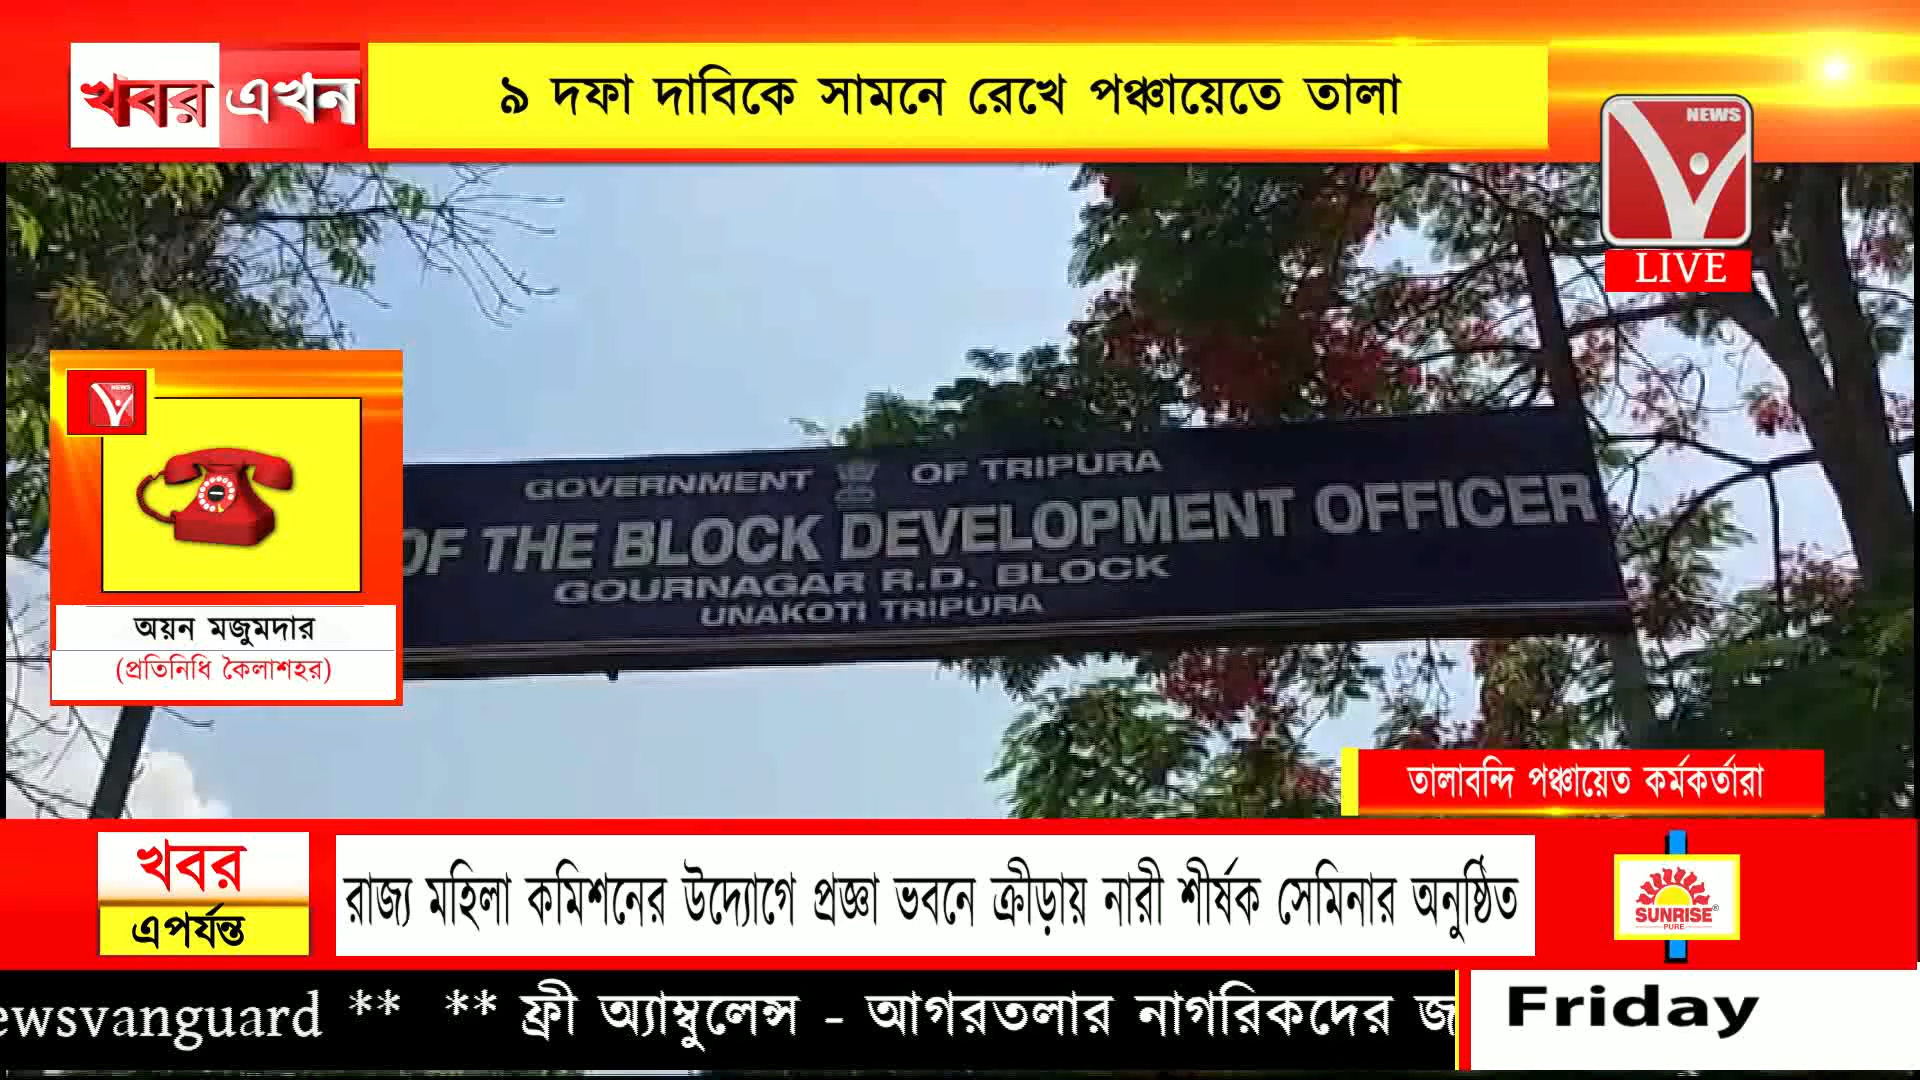 খবর এখন
৯ দফা দাবিকে সামনে রেখে পঞ্চায়েতে তালা
NEWS
LIVE
NEWS
GOVERNMENT OF TRIPURA
OF THE BLOCK DEVELOPMENT OFFICER
GOURNAGAR R.D. BLOCK
UNAKOTI TRIPURA
অয়ন মজুমদার
(প্রতিনিধি কৈলাশহর)
তালাবন্দি পঞ্চায়েত কর্মকর্তারা
খবর
এপর্যন্ত
রাজ্য মহিলা কমিশনের উদ্যোগে প্রজ্ঞা ভবনে ক্রীড়ায় নারী শীর্ষক সেমিনার অনুষ্ঠিত
SUNRISE®
PURE
ewsvanguard ** ** ফ্রী অ্যাম্বুলেন্স - আগরতলার নাগরিকদের জ
Friday